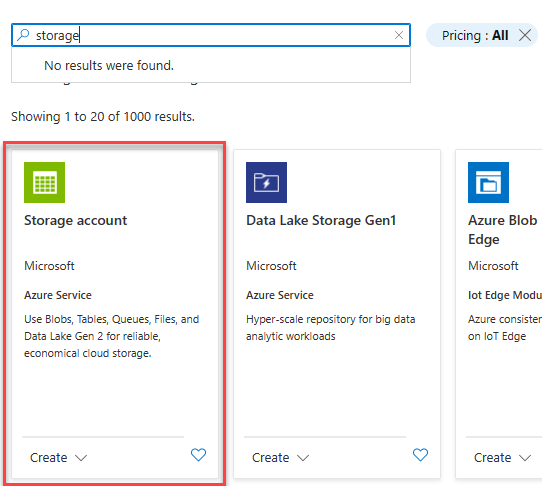 storage
Pricing : All
No results were found.
Showing 1 to 20 of 1000 results.
Storage account
Microsoft
Azure Service
Use Blobs, Tables, Queues, Files, and
Data Lake Gen 2 for reliable,
economical cloud storage.
Create
Data Lake Storage Gen1
Microsoft
Azure Service
Hyper-scale repository for big data
analytic workloads
Create
Azure Blob
Edge
Microsoft
Iot Edge Modu
Azure consisten
on IoT Edge
Create